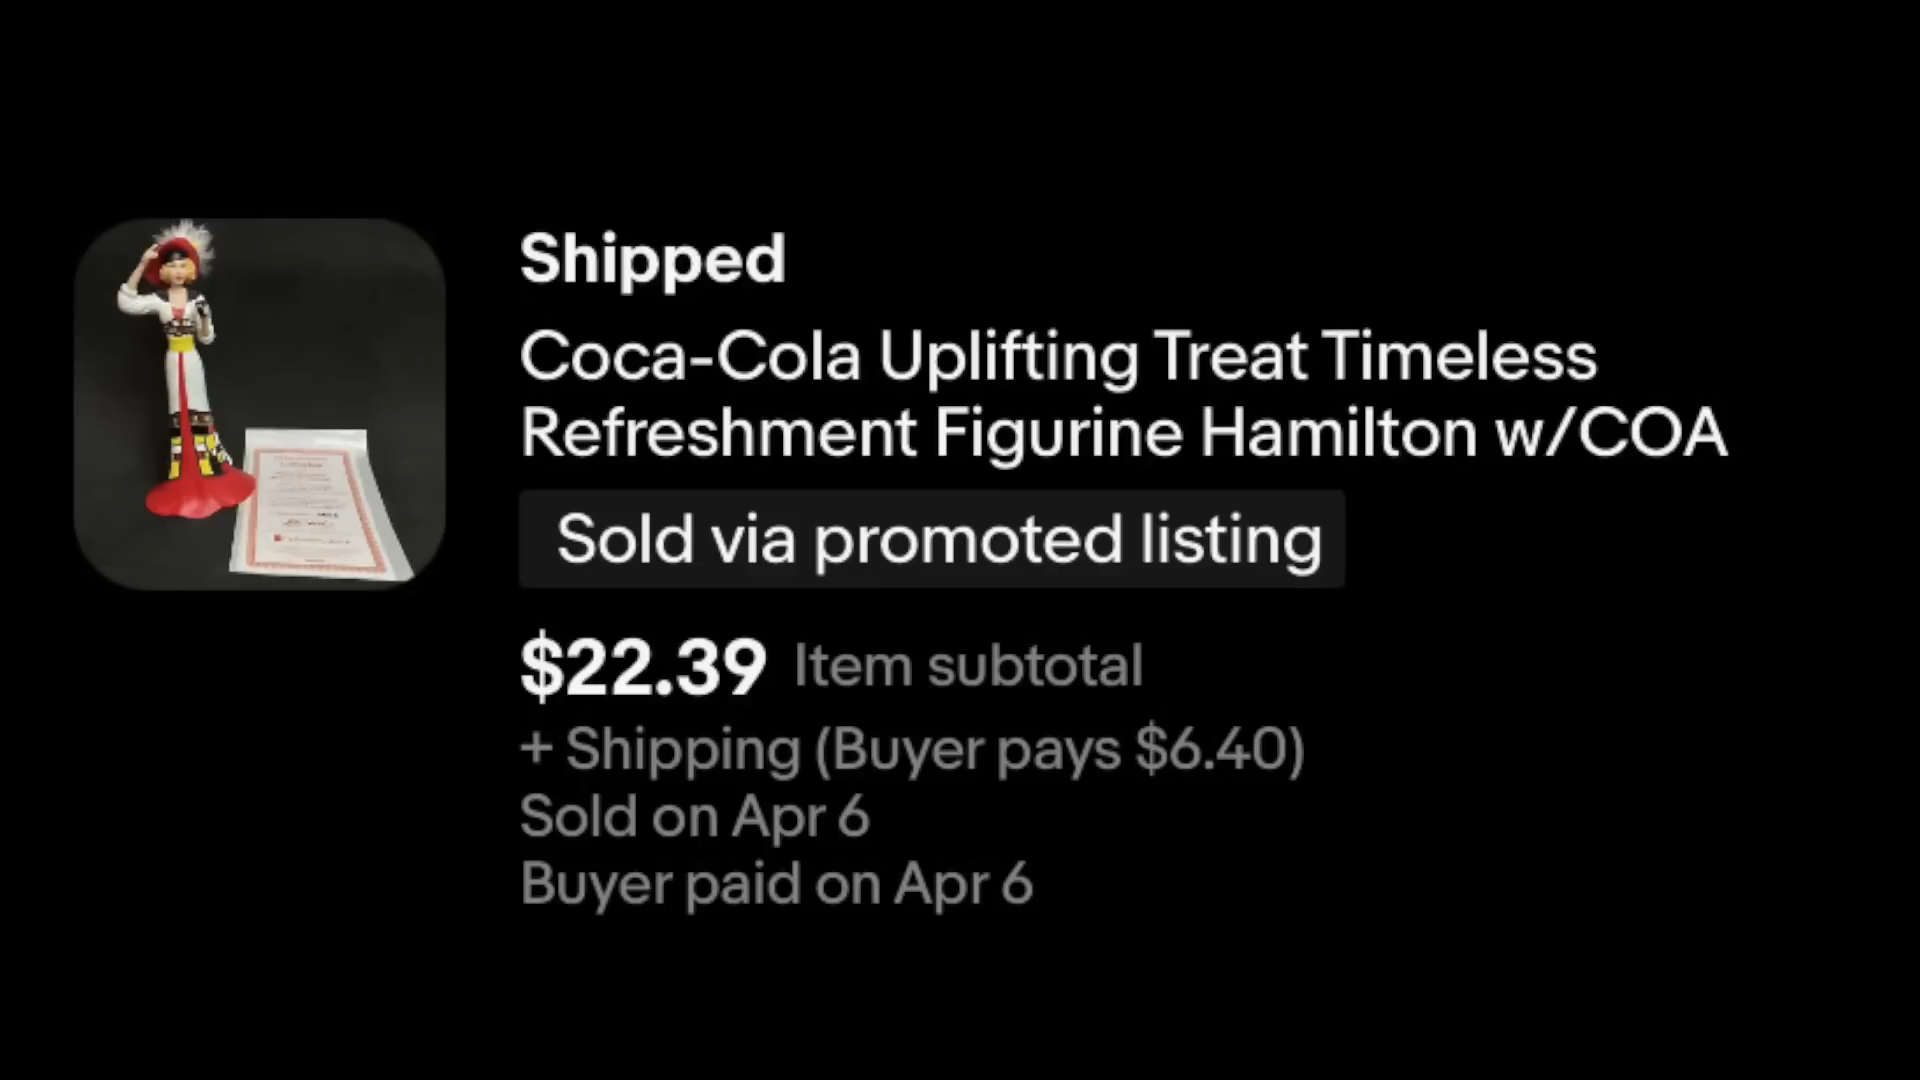 Shipped
Coca-Cola Uplifting Treat Timeless
Refreshment Figurine Hamilton w/COA
Sold via promoted listing
$22.39 Item subtotal
+ Shipping (Buyer pays $6.40)
Sold on Apr 6
Buyer paid on Apr 6